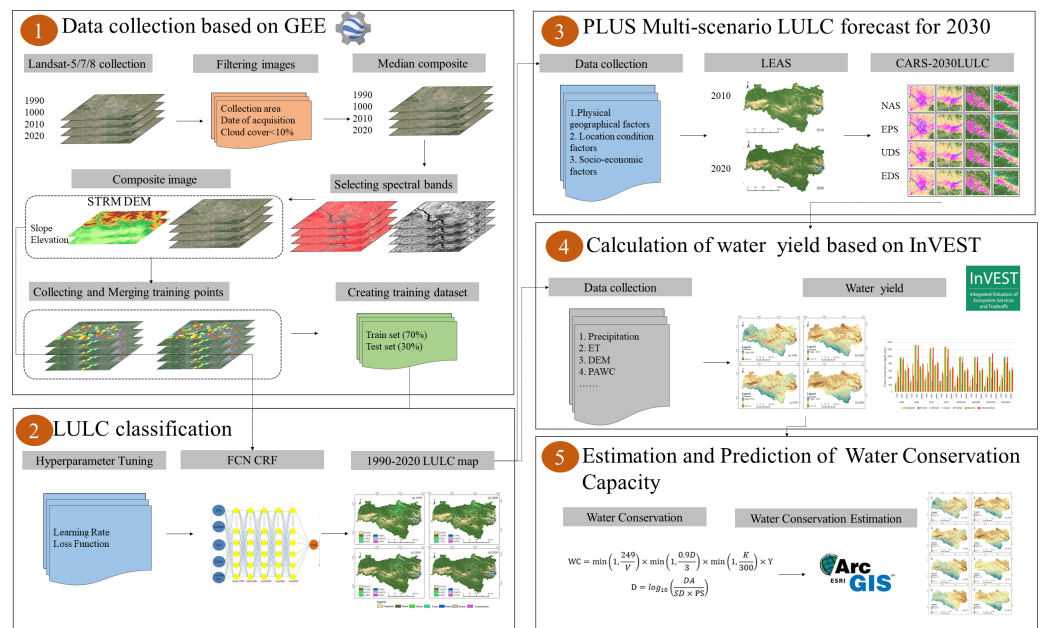 1 Data collection based on GEE
Landsat-5/7/8 collection
Filtering images
Median composite
1990
1000
2010
2020
Collection area
Date of acquisition
Cloud cover<10%
1990
1000
2010
2020
Composite image
Selecting spectral bands
STRM DEM
Slope
Elevation
Collecting and Merging training points
Creating training dataset
Train set (70%)
Test set (30%)
2 LULC classification
Hyperparameter Tuning
FCN CRF
1990-2020 LULC map
Learning Rate
Loss Function
3 PLUS Multi-scenario LULC forecast for 2030
Data collection
LEAS
CARS-2030LULC
1.Physical
geographical factors
2. Location condition
factors
3. Socio-economic
factors
2010
2020
NAS
EPS
UDS
EDS
4 Calculation of water yield based on InVEST
Data collection
Water yield
InVEST
Integrated Valuation of
Ecosystem Services
and Tradeoffs
1. Precipitation
2. ET
3. DEM
4. PAWC
……
5 Estimation and Prediction of Water Conservation
Capacity
Water Conservation
Water Conservation Estimation
WC = min(1, 249/V) × min(1, 0.9D/3) × min(1, K/300) × Y
D = log₁₀(DA/(SD × PS))
Arc
ESRI GIS™